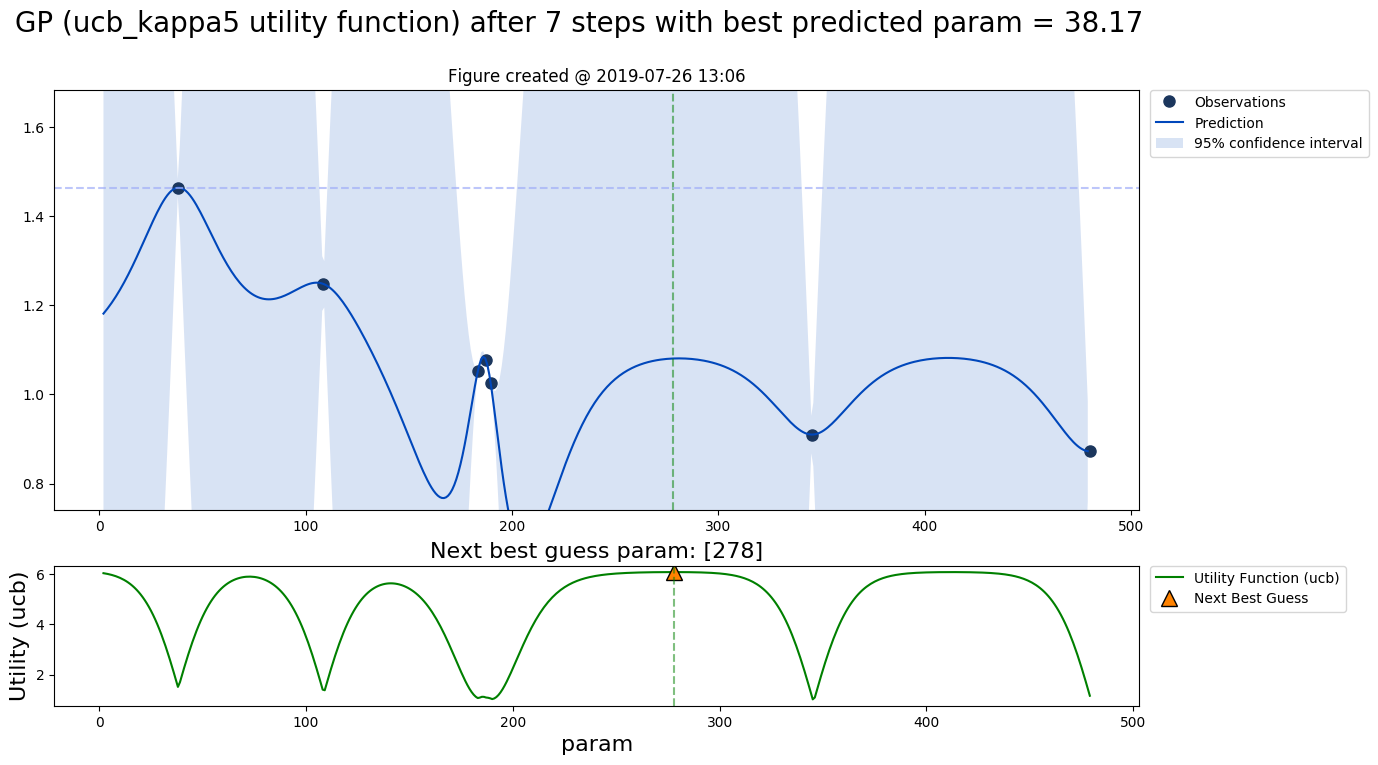 GP (ucb_kappa5 utility function) after 7 steps with best predicted param = 38.17
Figure created @ 2019-07-26 13:06
Observations
Prediction
95% confidence interval
1.6
1.4
1.2
1.0
0.8
0 100 200 300 400 500
Next best guess param: [278]
Utility Function (ucb)
Next Best Guess
Utility (ucb)
6
4
2
0 100 200 300 400 500
param